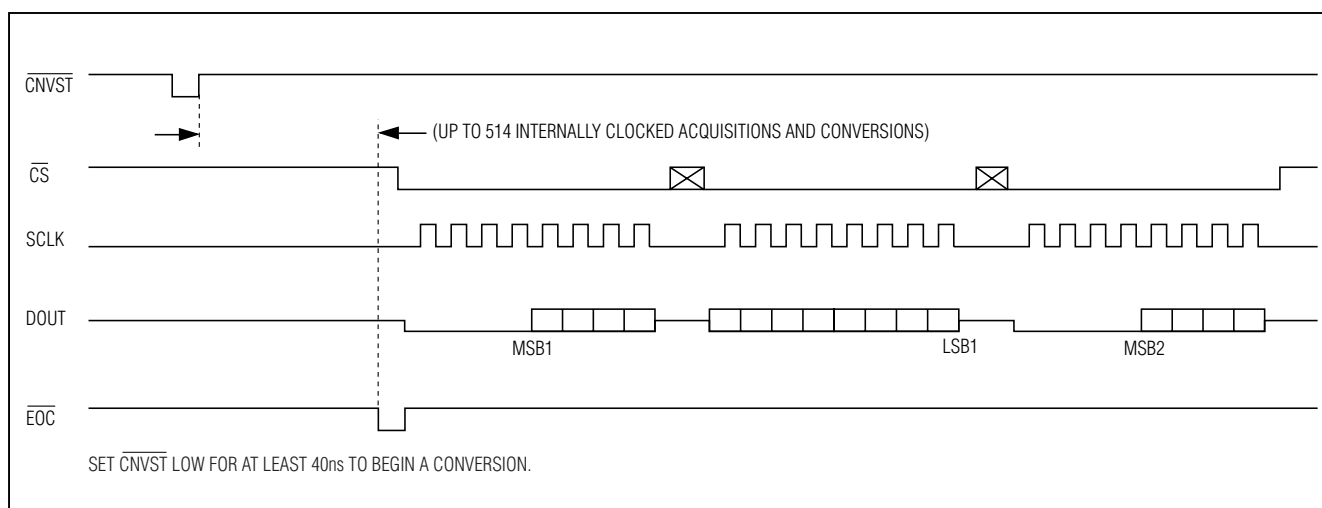 CNVST
(UP TO 514 INTERNALLY CLOCKED ACQUISITIONS AND CONVERSIONS)
CS
SCLK
DOUT
MSB1
LSB1
MSB2
EOC
SET CNVST LOW FOR AT LEAST 40ns TO BEGIN A CONVERSION.